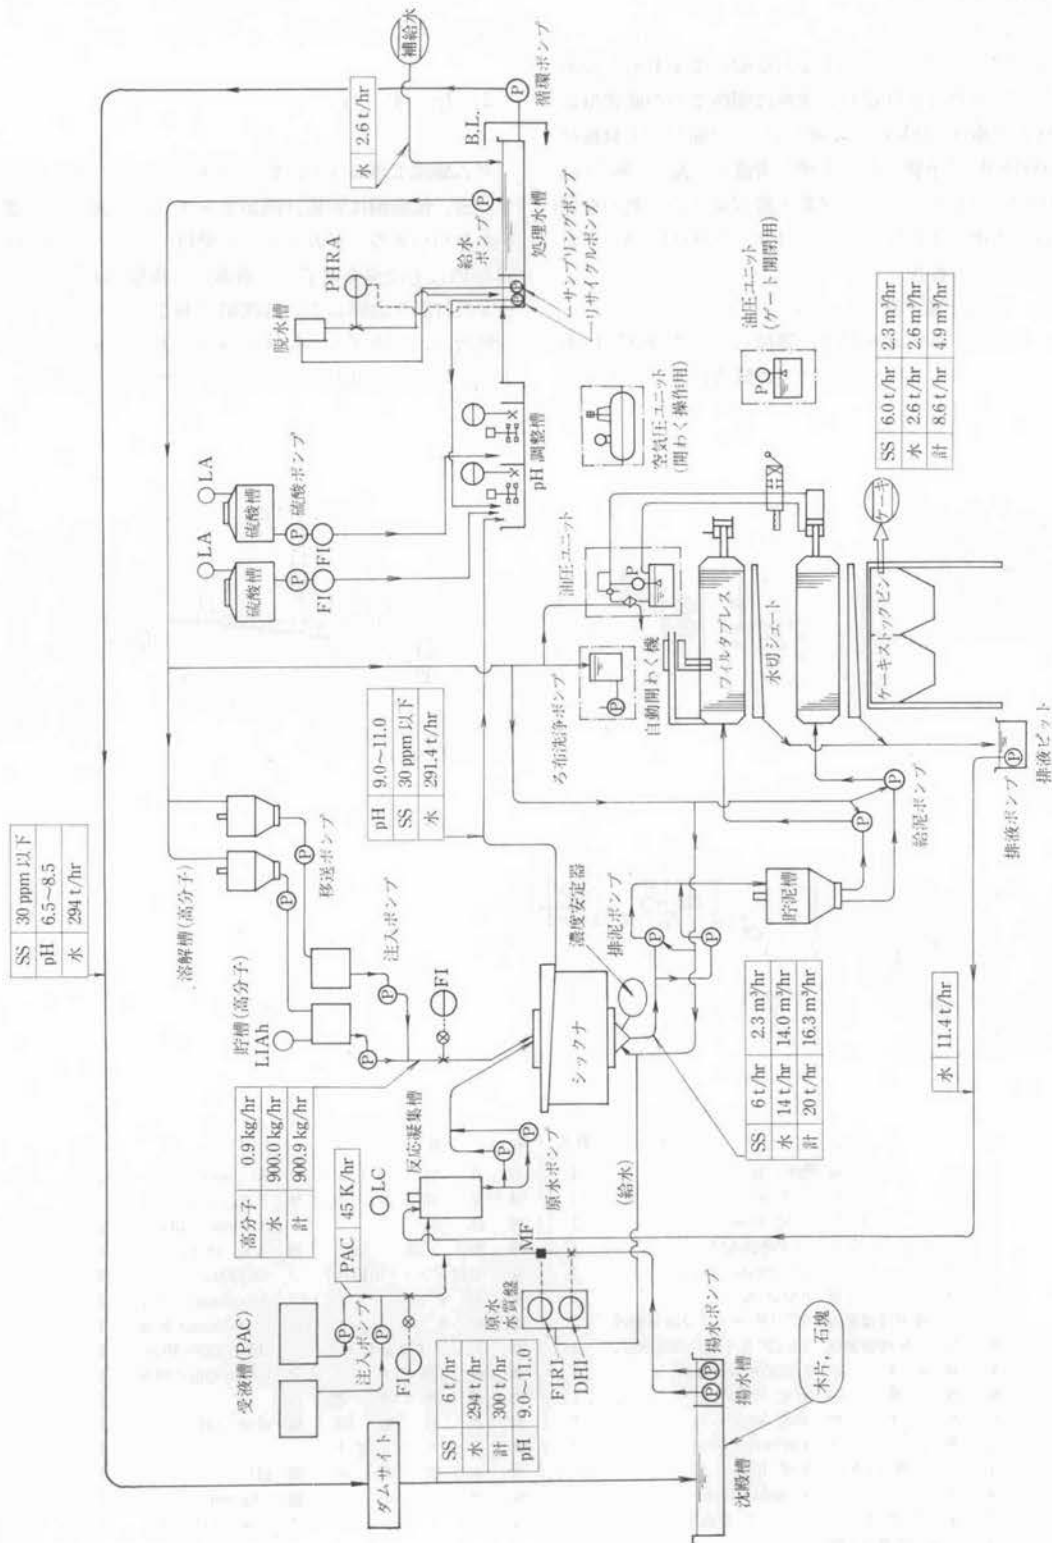 補給水
水 2.6 t/hr
循環ポンプ
B.L.
給水
ポンプ
処理水槽
PHRA
脱水槽
サンプリングポンプ
リサイクルポンプ
pH 調整槽
LA
硫酸槽
硫酸ポンプ
P
FI
LA
硫酸槽
P
FI
空気圧ユニット
(開わく操作用)
油圧ユニット
(ゲート開閉用)
SS 6.0 t/hr 2.3 m³/hr
水 2.6 t/hr 2.6 m³/hr
計 8.6 t/hr 4.9 m³/hr
ケーキ
油圧ユニット
フィルタプレス
水切シュート
ケーキストックビン
自動開わく機
ろ布洗浄ポンプ
排液ピット
排液ポンプ
給泥ポンプ
貯泥槽
pH 9.0~11.0
SS 30 ppm 以下
水 291.4 t/hr
SS 30 ppm 以下
pH 6.5~8.5
水 294 t/hr
溶解槽(高分子)
移送ポンプ
貯槽(高分子)
LIAh
注入ポンプ
FI
濃度安定器
排泥ポンプ
シックナ
SS 6 t/hr 2.3 m³/hr
水 14 t/hr 14.0 m³/hr
計 20 t/hr 16.3 m³/hr
水 11.4 t/hr
高分子 0.9 kg/hr
水 900.0 kg/hr
計 900.9 kg/hr
反応凝集槽
原水ポンプ
(給水)
PAC 45 K/hr
LC
MF
受液槽(PAC)
注入ポンプ
FI
原水
水質盤
FIRI
DHI
SS 6 t/hr
水 294 t/hr
計 300 t/hr
pH 9.0~11.0
ダムサイト
揚水ポンプ
揚水槽
沈殿槽
木片,石塊